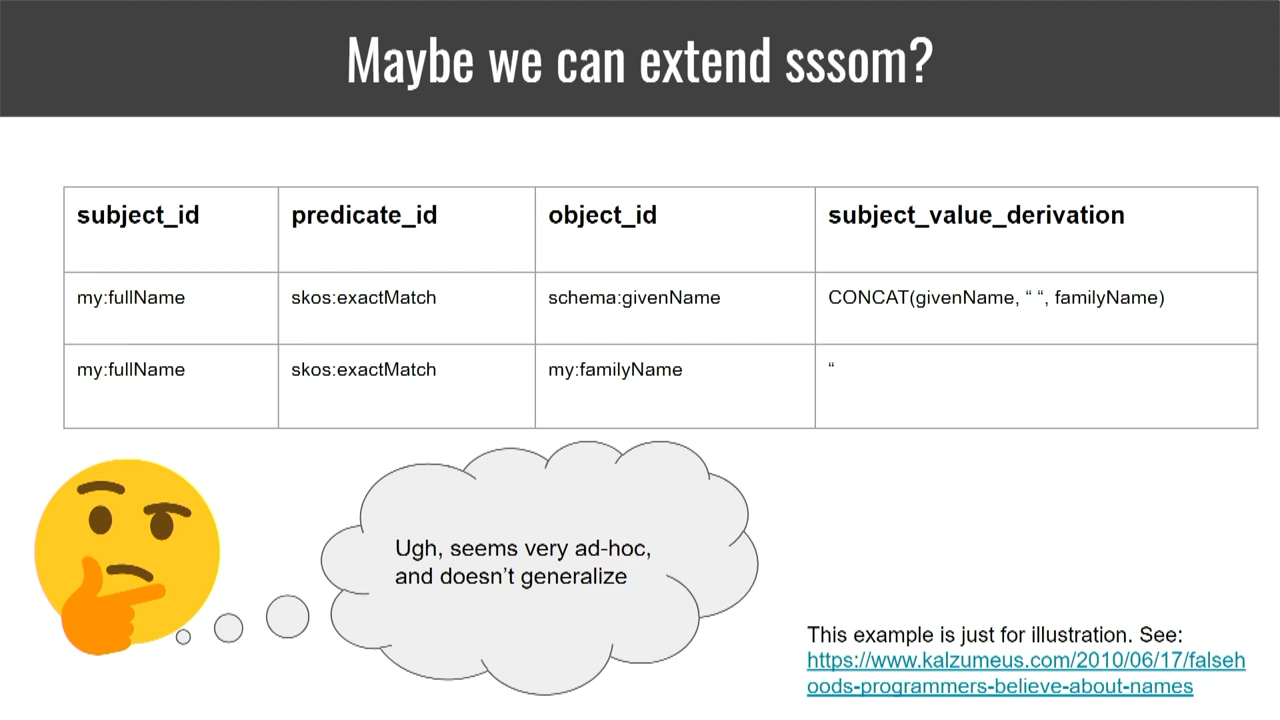 Maybe we can extend sssom?
subject_id predicate_id object_id subject_value_derivation
my:fullName skos:exactMatch schema:givenName CONCAT(givenName, “ “, familyName)
my:fullName skos:exactMatch my:familyName “
Ugh, seems very ad-hoc,
and doesn’t generalize
This example is just for illustration. See:
https://www.kalzumeus.com/2010/06/17/falseh
oods-programmers-believe-about-names